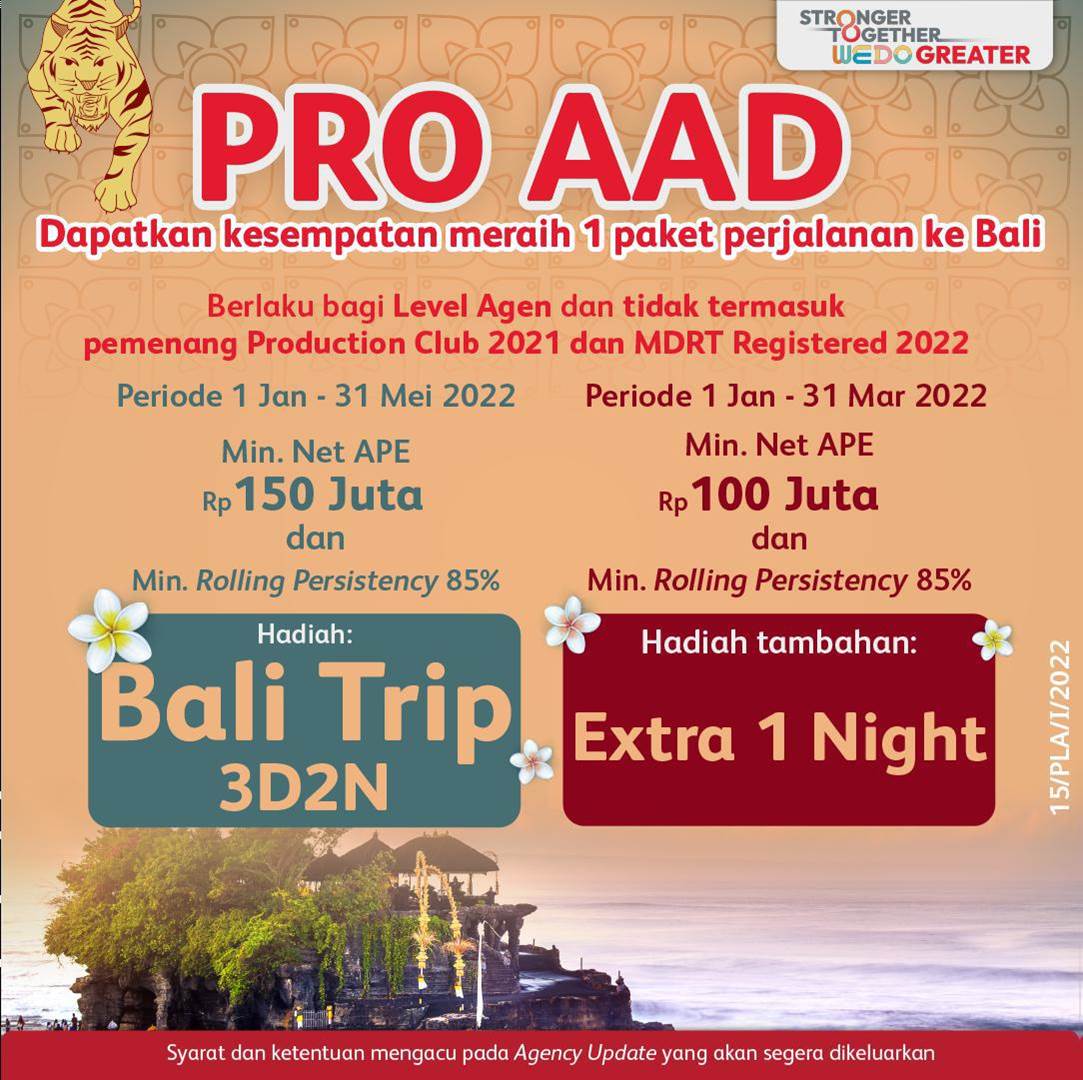 STRONGER
TOGETHER
WEDO GREATER
PRO AAD
Dapatkan kesempatan meraih 1 paket perjalanan ke Bali
Berlaku bagi Level Agen dan tidak termasuk
pemenang Production Club 2021 dan MDRT Registered 2022
Periode 1 Jan - 31 Mei 2022
Min. Net APE
Rp 150 Juta
dan
Min. Rolling Persistency 85%
Hadiah:
Bali Trip
3D2N
Periode 1 Jan - 31 Mar 2022
Min. Net APE
Rp 100 Juta
dan
Min. Rolling Persistency 85%
Hadiah tambahan:
Extra 1 Night
15/PLA/I/2022
Syarat dan ketentuan mengacu pada Agency Update yang akan segera dikeluarkan